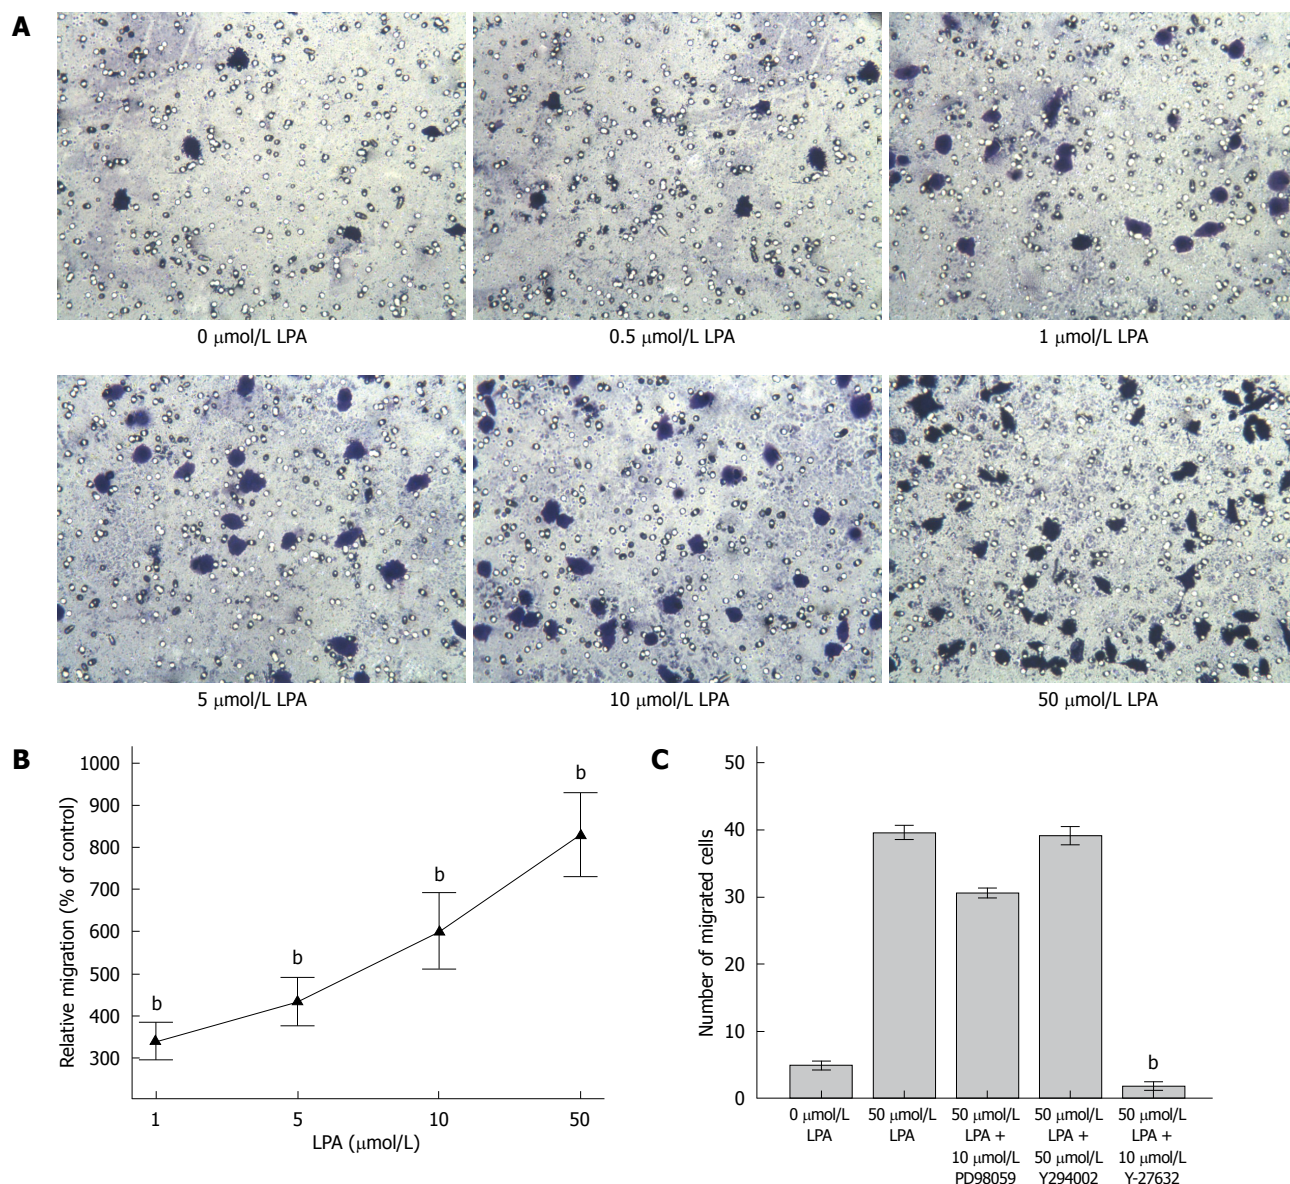 A
0 μmol/L LPA
0.5 μmol/L LPA
1 μmol/L LPA
5 μmol/L LPA
10 μmol/L LPA
50 μmol/L LPA
B
Relative migration (% of control)
1000
900
800
700
600
500
400
300
b
b
b
b
1
5
10
50
LPA (μmol/L)
C
Number of migrated cells
50
40
30
20
10
0
b
0 μmol/L
LPA
50 μmol/L
LPA
50 μmol/L
LPA +
10 μmol/L
PD98059
50 μmol/L
LPA +
50 μmol/L
Y294002
50 μmol/L
LPA +
10 μmol/L
Y-27632